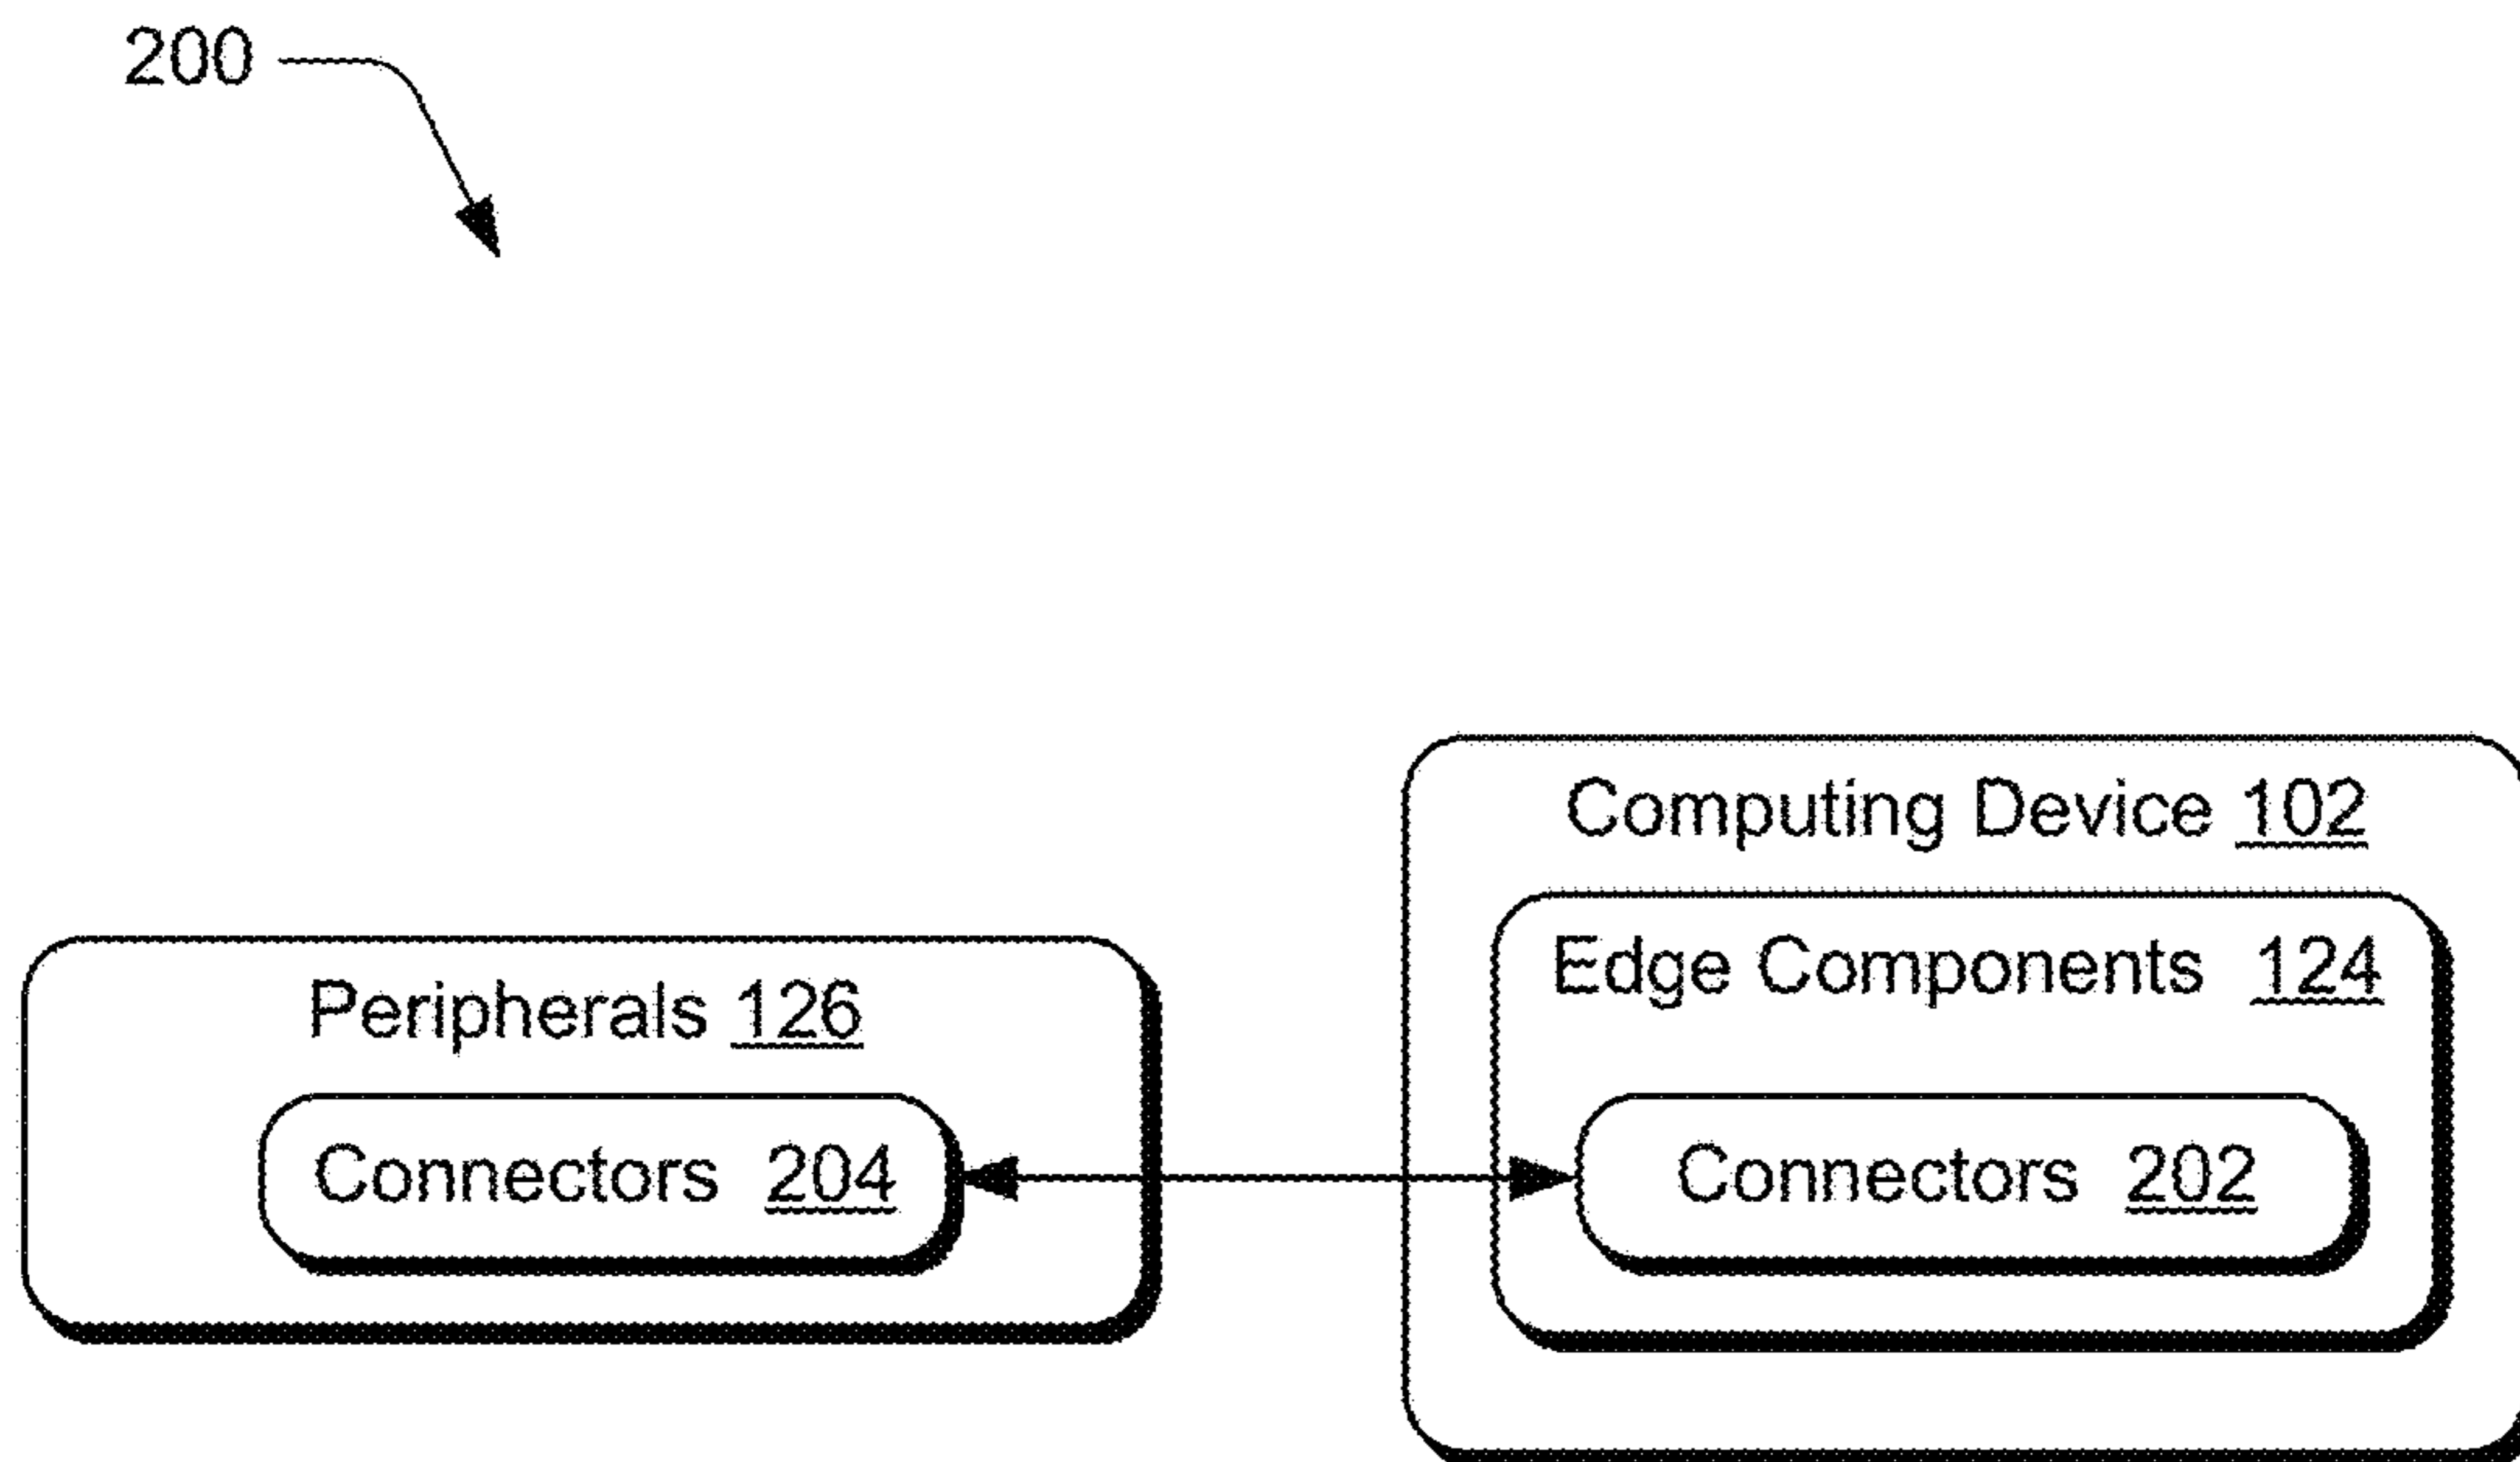 200
Computing Device 102
Edge Components 124
Peripherals 126
Connectors 204
Connectors 202